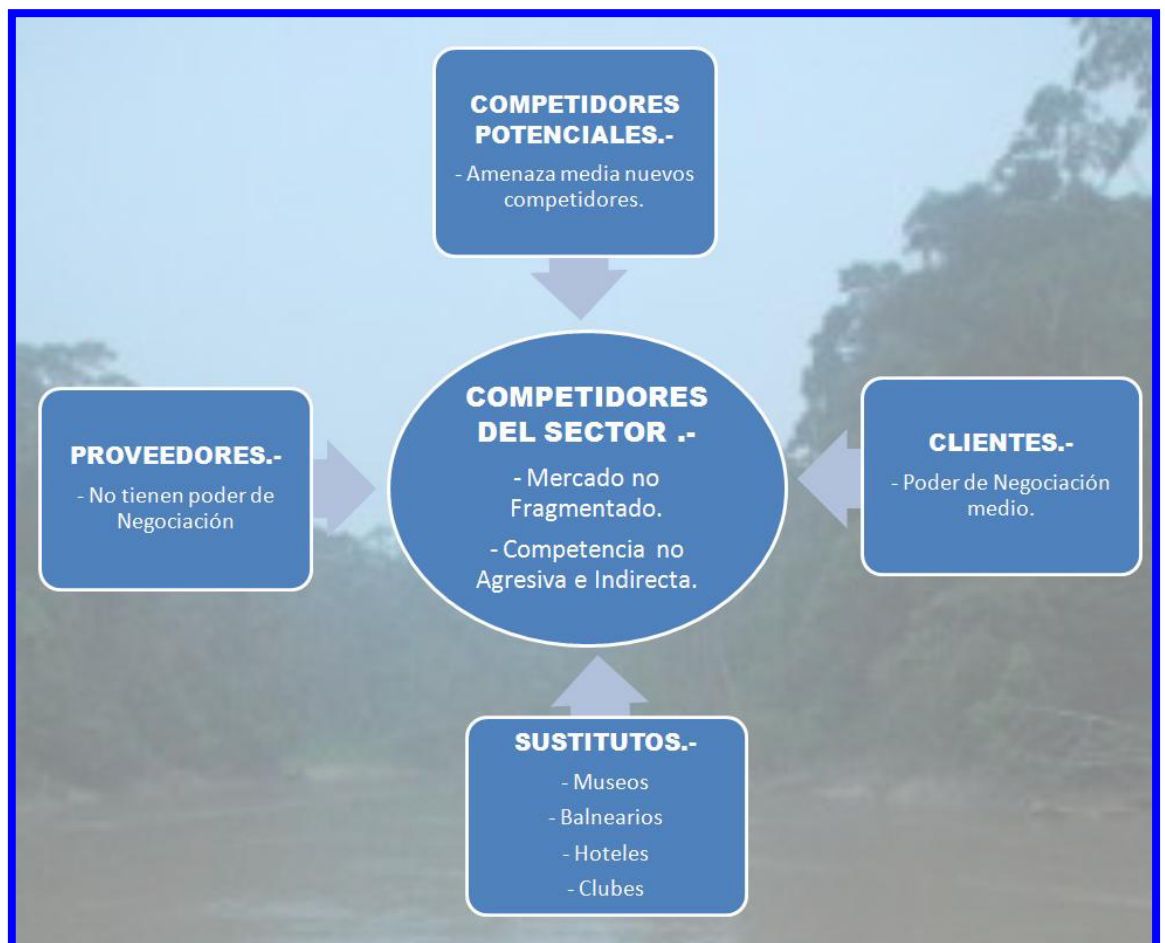 COMPETIDORES
POTENCIALES.-
- Amenaza media nuevos
competidores.
PROVEEDORES.-
- No tienen poder de
Negociación
COMPETIDORES
DEL SECTOR .-
- Mercado no
Fragmentado.
- Competencia no
Agresiva e Indirecta.
CLIENTES.-
- Poder de Negociación
medio.
SUSTITUTOS.-
- Museos
- Balnearios
- Hoteles
- Clubes